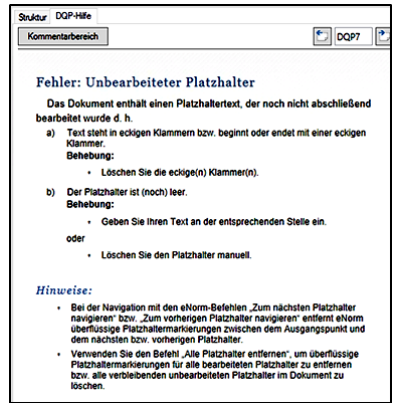 Struktur DQP-Hilfe
Kommentarbereich DQP7
Fehler: Unbearbeiteter Platzhalter
Das Dokument enthält einen Platzhaltertext, der noch nicht abschließend
bearbeitet wurde d. h.
a) Text steht in eckigen Klammern bzw. beginnt oder endet mit einer eckigen
Klammer.
Behebung:
• Löschen Sie die eckige(n) Klammer(n).
b) Der Platzhalter ist (noch) leer.
Behebung:
• Geben Sie Ihren Text an der entsprechenden Stelle ein.
oder
• Löschen Sie den Platzhalter manuell.
Hinweise:
• Bei der Navigation mit den eNorm-Befehlen „Zum nächsten Platzhalter
navigieren“ bzw. „Zum vorherigen Platzhalter navigieren“ entfernt eNorm
überflüssige Platzhaltermarkierungen zwischen dem Ausgangspunkt und
dem nächsten bzw. vorherigen Platzhalter.
• Verwenden Sie den Befehl „Alle Platzhalter entfernen“, um überflüssige
Platzhaltermarkierungen für alle bearbeiteten Platzhalter zu entfernen
bzw. alle verbleibenden unbearbeiteten Platzhalter im Dokument zu
löschen.